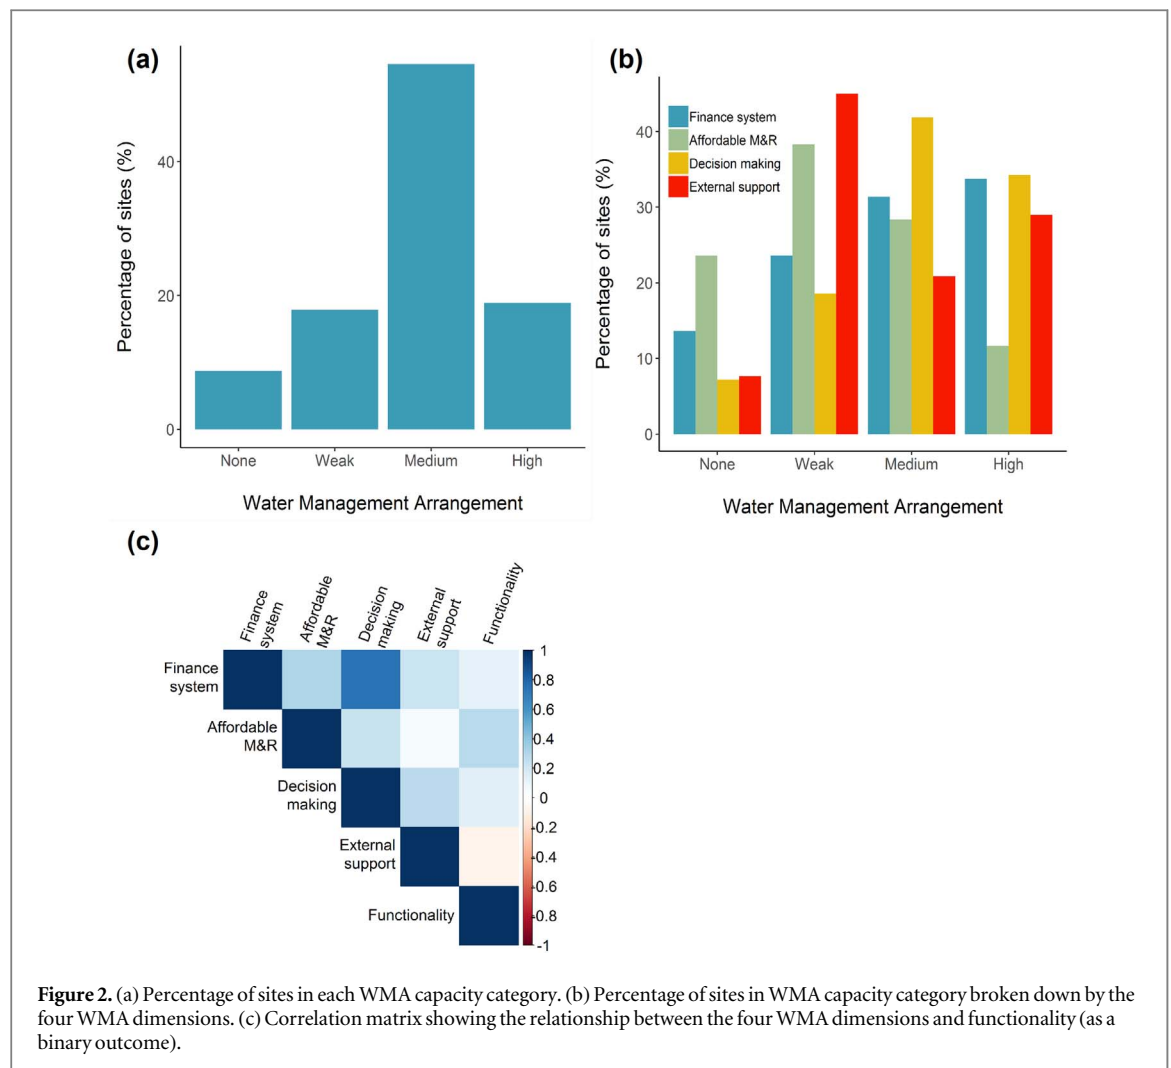 (a)
Percentage of sites (%)
40
20
0
None Weak Medium High
Water Management Arrangement
(b)
Percentage of sites (%)
40
30
20
10
0
Finance system
Affordable M&R
Decision making
External support
None Weak Medium High
Water Management Arrangement
(c)
Finance
system
Affordable
M&R
Decision
making
External
support
Functionality
Finance
system
Affordable
M&R
Decision
making
External
support
Functionality
1
0.8
0.6
0.4
0.2
0
-0.2
-0.4
-0.6
-0.8
-1
Figure 2. (a) Percentage of sites in each WMA capacity category. (b) Percentage of sites in WMA capacity category broken down by the
four WMA dimensions. (c) Correlation matrix showing the relationship between the four WMA dimensions and functionality (as a
binary outcome).